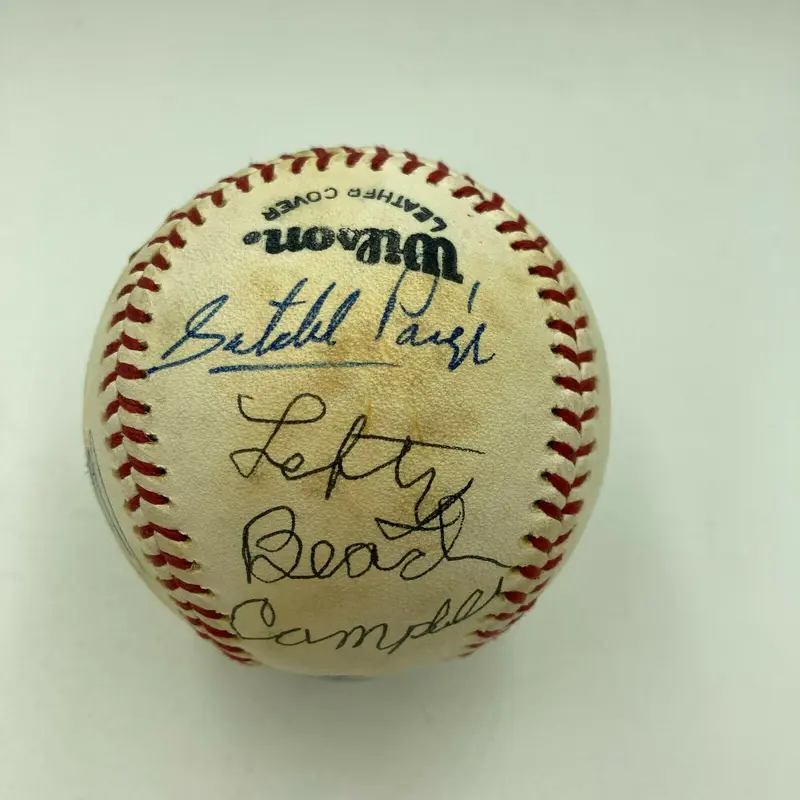 LEATHER COVER
Wilson®
Satchel Paige
Lefty
Beach
Campbell